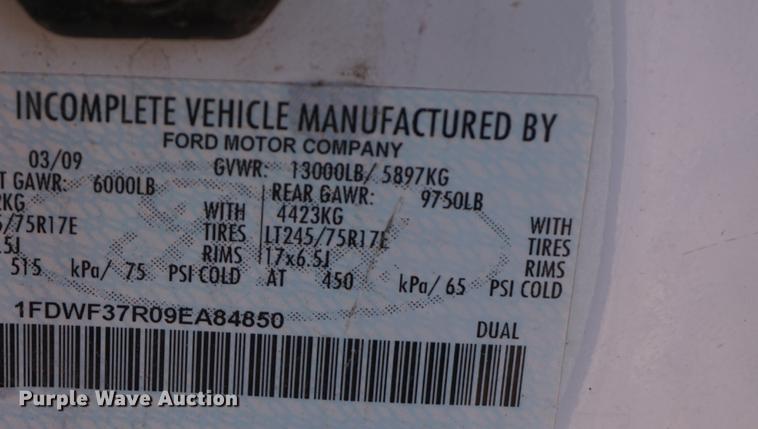 INCOMPLETE VEHICLE MANUFACTURED BY
FORD MOTOR COMPANY
03/09 GVWR: 13000LB/ 5897KG
T GAWR: 6000LB REAR GAWR: 9750LB
KG WITH 4423KG WITH
/75R17E TIRES LT245/75R17E TIRES
.5J RIMS 17x6.5J RIMS
515 kPa/ 75 PSI COLD AT 450 kPa/ 65 PSI COLD
1FDWF37R09EA84850 DUAL
Purple Wave Auction